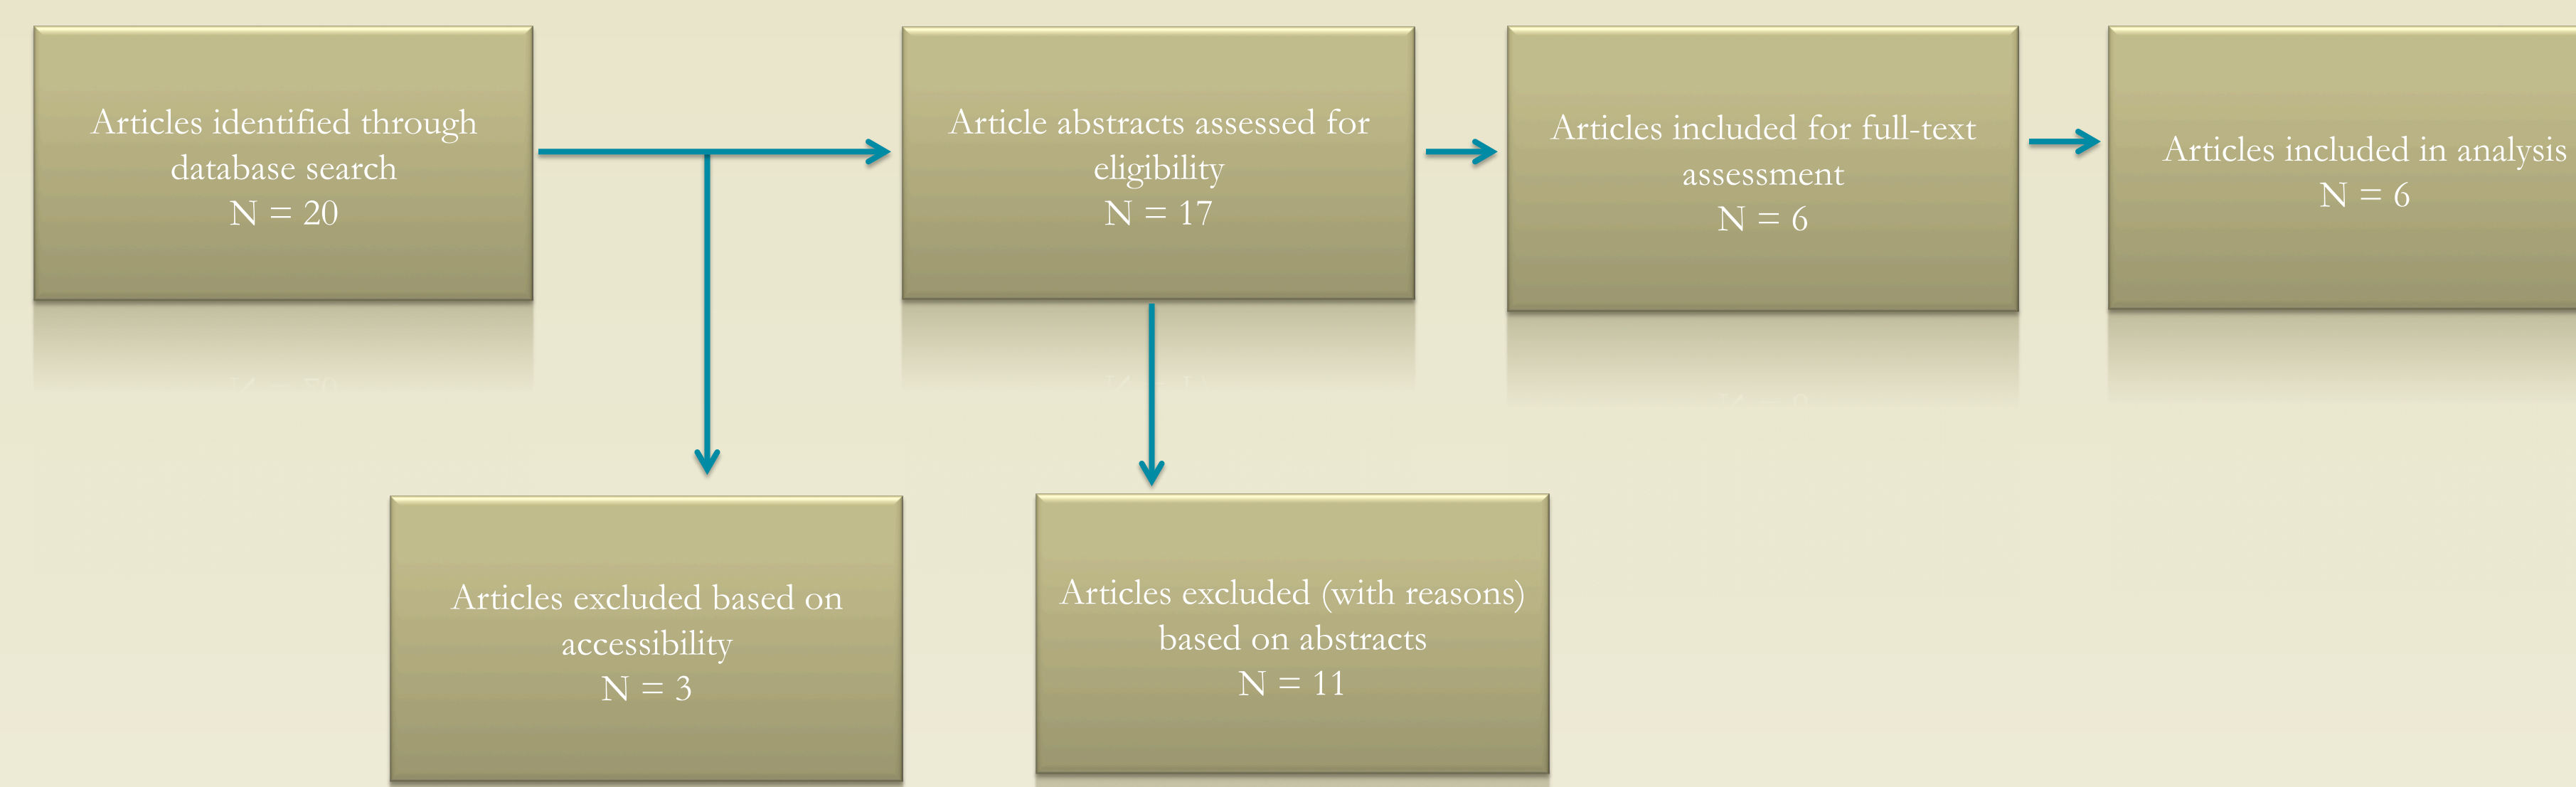 Articles identified through
database search
N = 20
Article abstracts assessed for
eligibility
N = 17
Articles included for full-text
assessment
N = 6
Articles included in analysis
N = 6
Articles excluded based on
accessibility
N = 3
Articles excluded (with reasons)
based on abstracts
N = 11